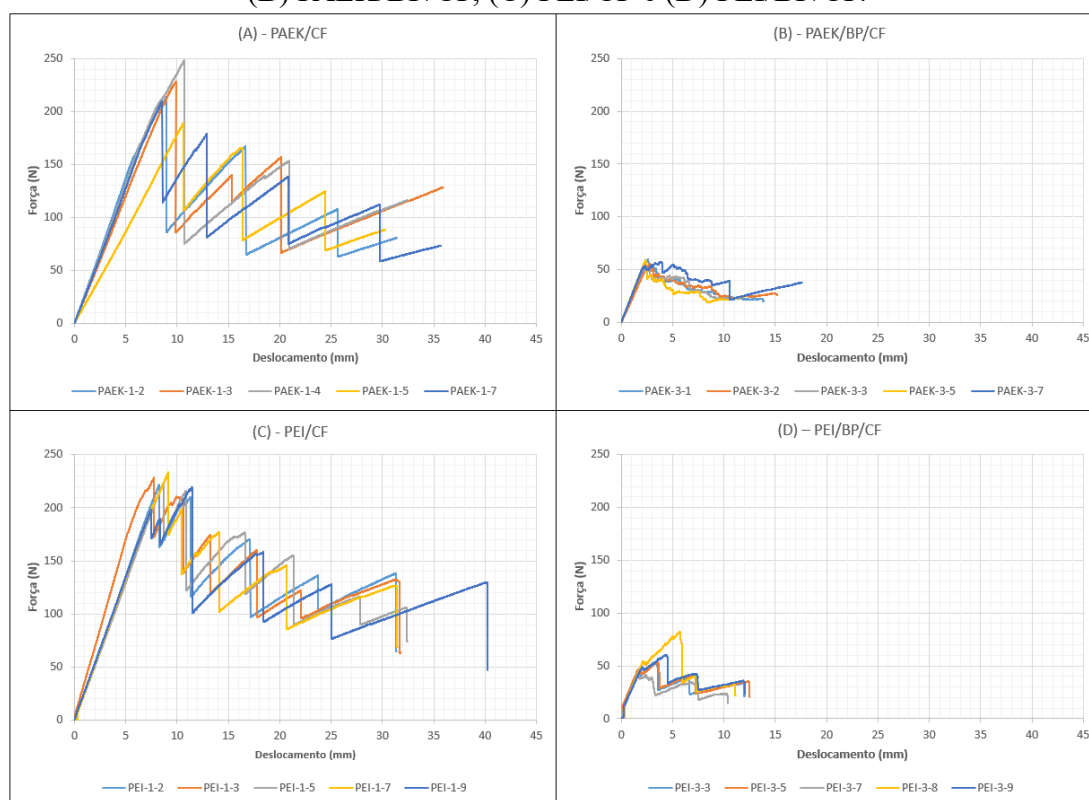 (A) - PAEK/CF
250
200
150
100
50
0
0 5 10 15 20 25 30 35 40 45
Força (N)
Deslocamento (mm)
PAEK-1-2 PAEK-1-3 PAEK-1-4 PAEK-1-5 PAEK-1-7
(B) - PAEK/BP/CF
250
200
150
100
50
0
0 5 10 15 20 25 30 35 40 45
Força (N)
Deslocamento (mm)
PAEK-3-1 PAEK-3-2 PAEK-3-3 PAEK-3-5 PAEK-3-7
(C) - PEI/CF
250
200
150
100
50
0
0 5 10 15 20 25 30 35 40 45
Força (N)
Deslocamento (mm)
PEI-1-2 PEI-1-3 PEI-1-5 PEI-1-7 PEI-1-9
(D) – PEI/BP/CF
250
200
150
100
50
0
0 5 10 15 20 25 30 35 40 45
Força (N)
Deslocamento (mm)
PEI-3-3 PEI-3-5 PEI-3-7 PEI-3-8 PEI-3-9